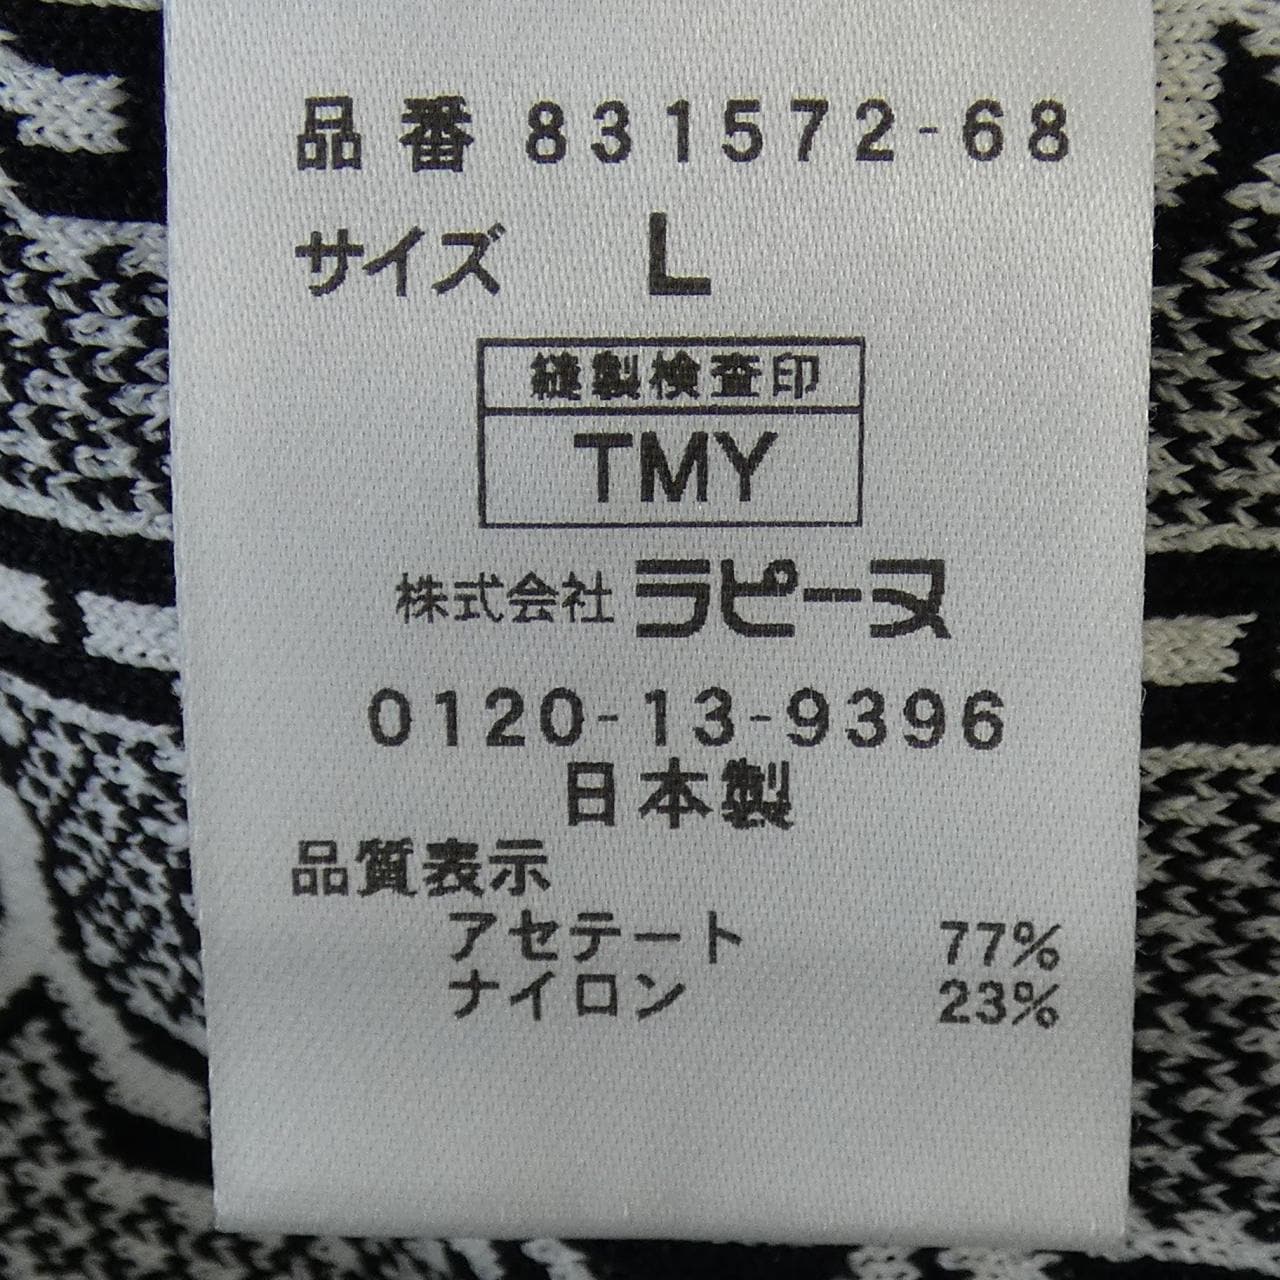 品番 831572-68
サイズ L
縫製検査印
TMY
株式会社 ラピーヌ
0120-13-9396
日本製
品質表示
アセテート 77%
ナイロン 23%